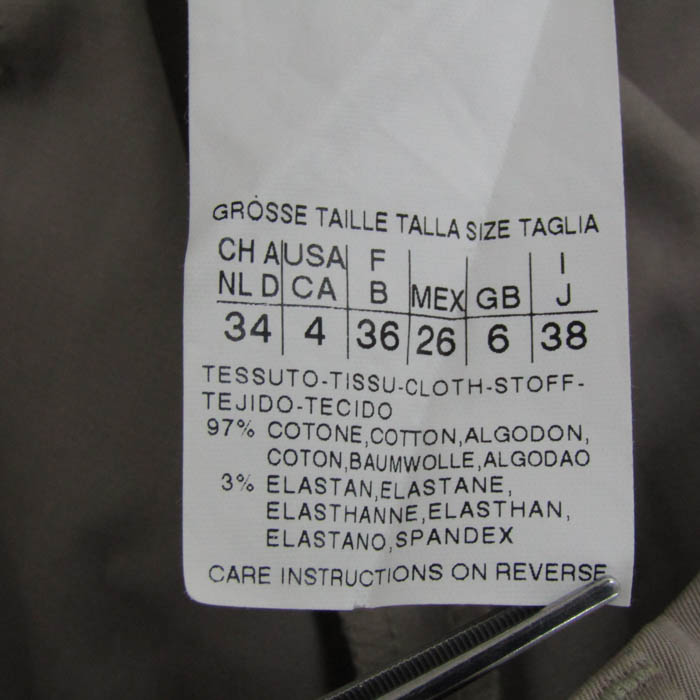 GRÖSSE TAILLE TALLA SIZE TAGLIA
CH A USA F I
NL D CA B MEX GB J
34 4 36 26 6 38
TESSUTO-TISSU-CLOTH-STOFF-
TEJIDO-TECIDO
97% COTONE,COTTON,ALGODON,
COTON,BAUMWOLLE,ALGODAO
3% ELASTAN,ELASTANE,
ELASTHANNE,ELASTHAN,
ELASTANO,SPANDEX
CARE INSTRUCTIONS ON REVERSE